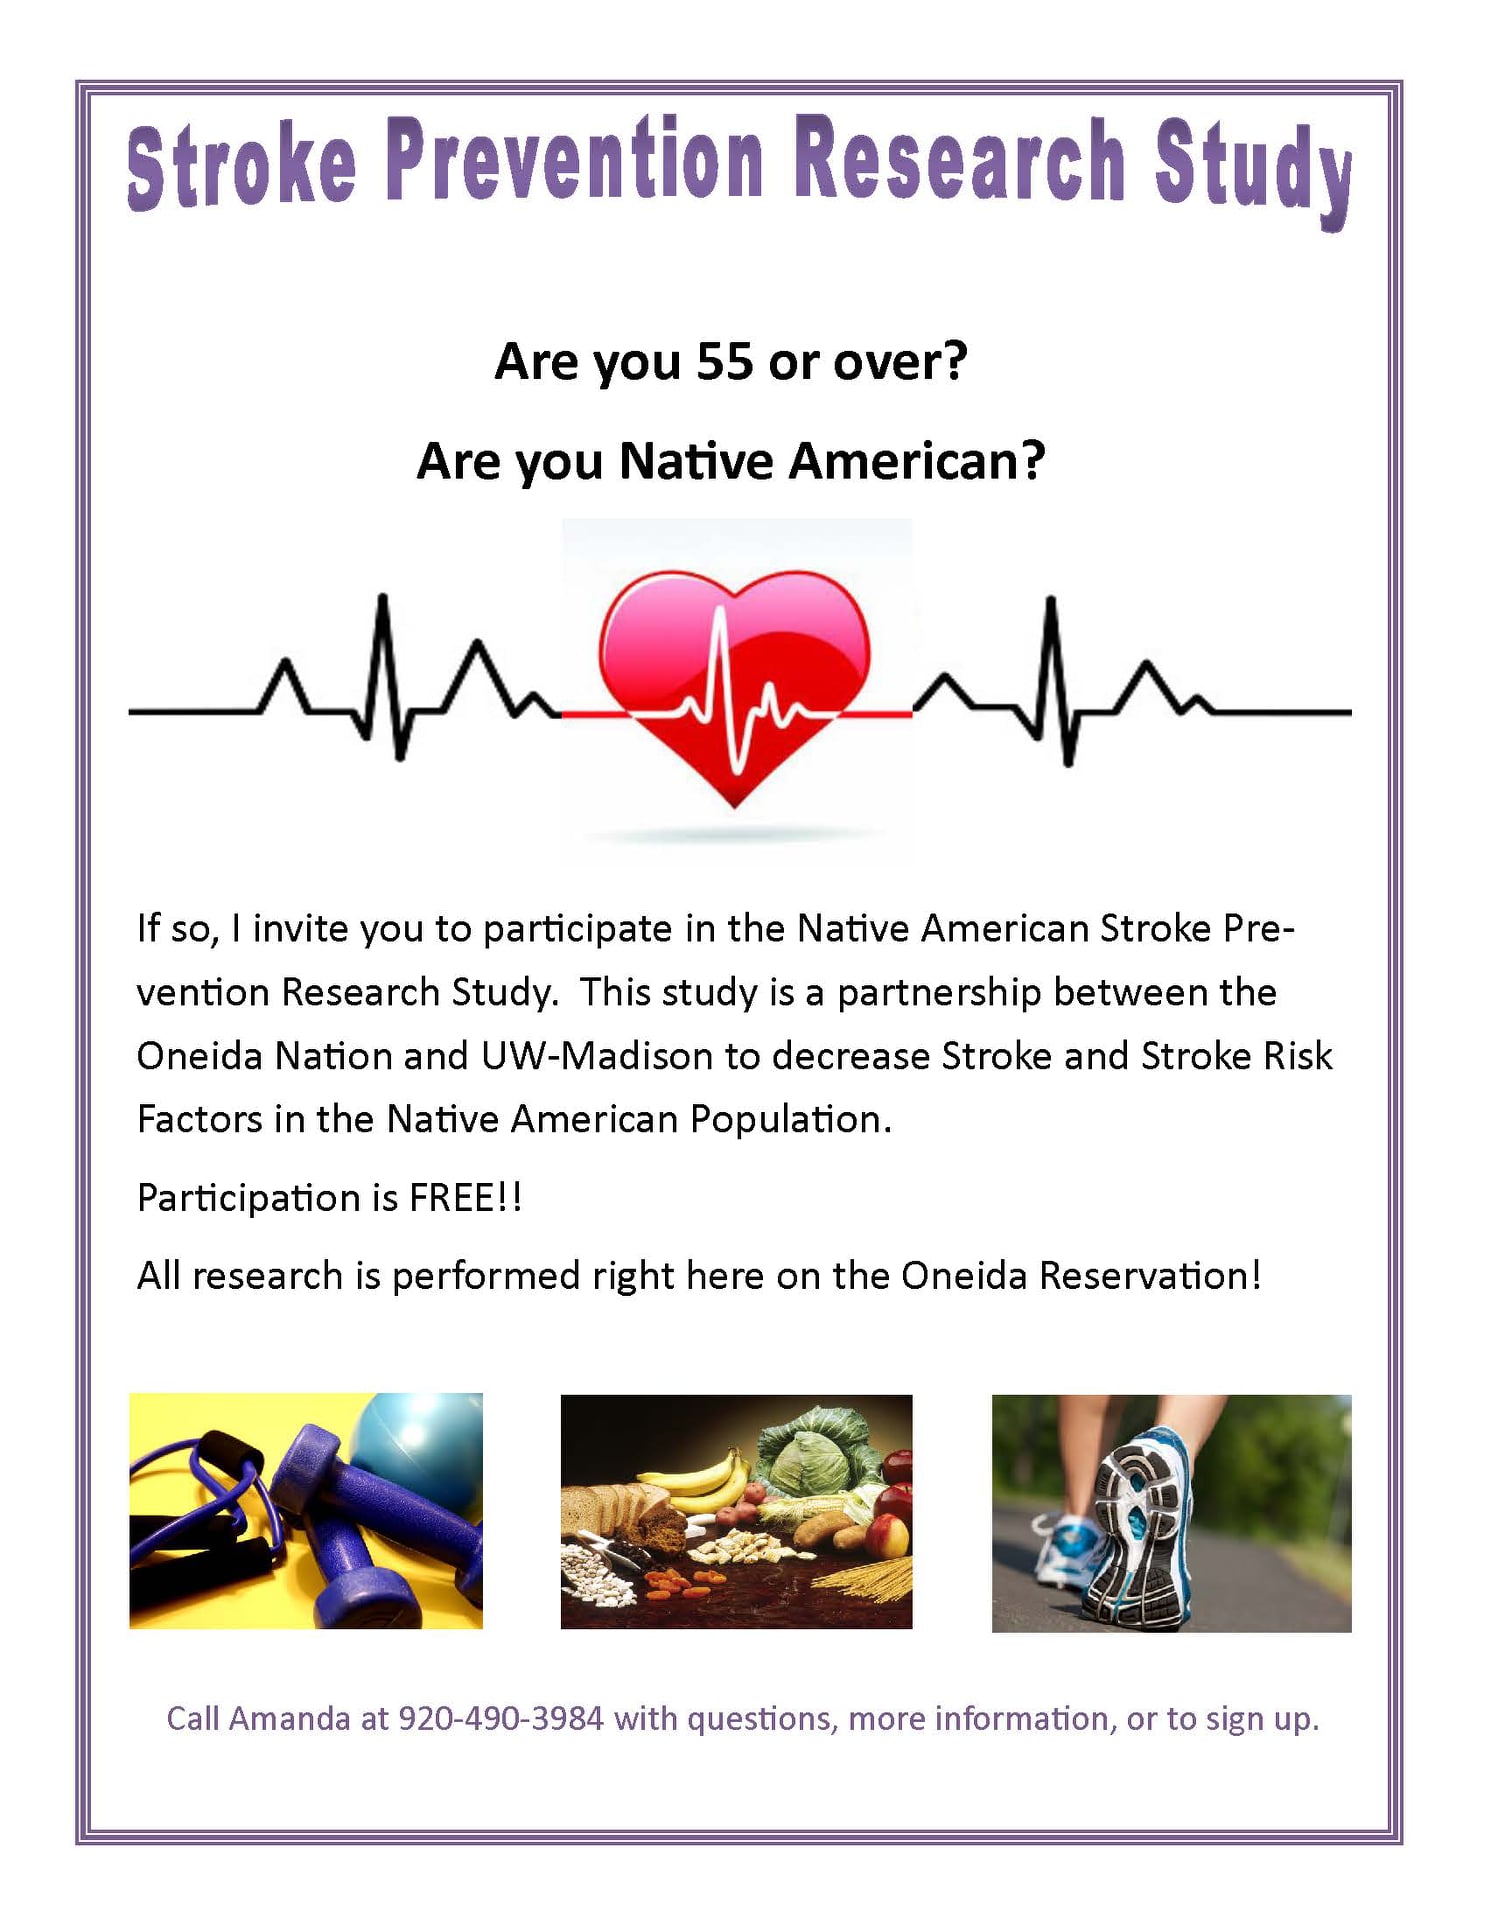 Stroke Prevention Research Study
Are you 55 or over?
Are you Native American?
If so, I invite you to participate in the Native American Stroke Pre-
vention Research Study.  This study is a partnership between the
Oneida Nation and UW-Madison to decrease Stroke and Stroke Risk
Factors in the Native American Population.
Participation is FREE!!
All research is performed right here on the Oneida Reservation!
Call Amanda at 920-490-3984 with questions, more information, or to sign up.